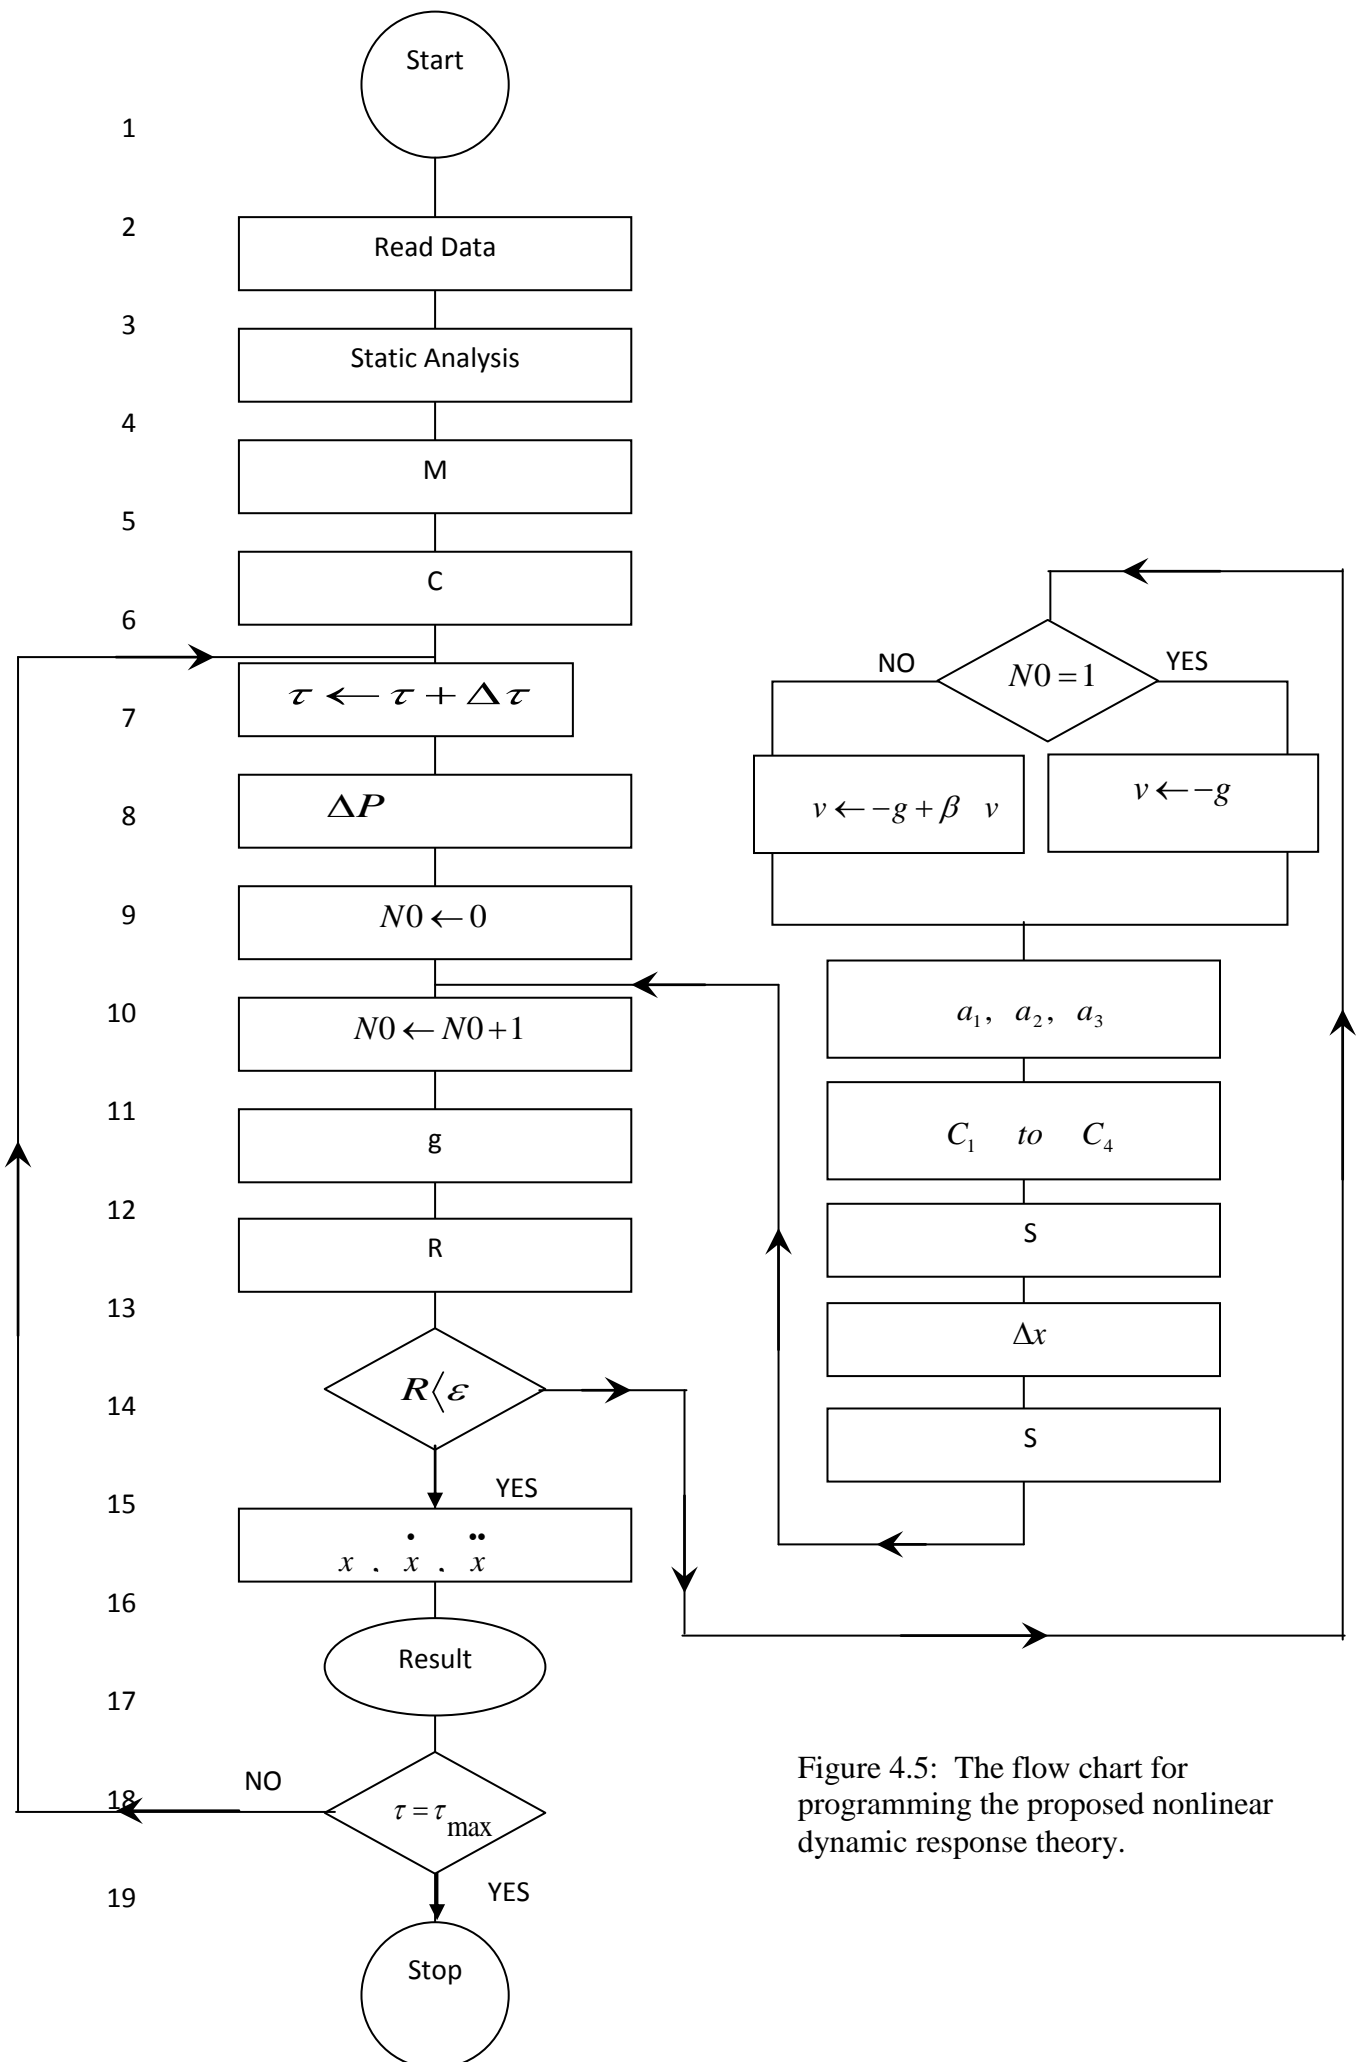 Start
1
2
Read Data
3
Static Analysis
4
M
5
C
6
τ ← τ + Δτ
7
ΔP
8
N0 ← 0
9
N0 ← N0+1
10
g
11
R
12
13
R⟨ε
14
YES
15
x , ẋ , ẍ
16
Result
17
NO
18
τ = τmax
YES
19
Stop
N0 = 1
NO
YES
v ← −g + β v
v ← −g
a₁, a₂, a₃
C₁ to C₄
S
Δx
S
Figure 4.5: The flow chart for
programming the proposed nonlinear
dynamic response theory.